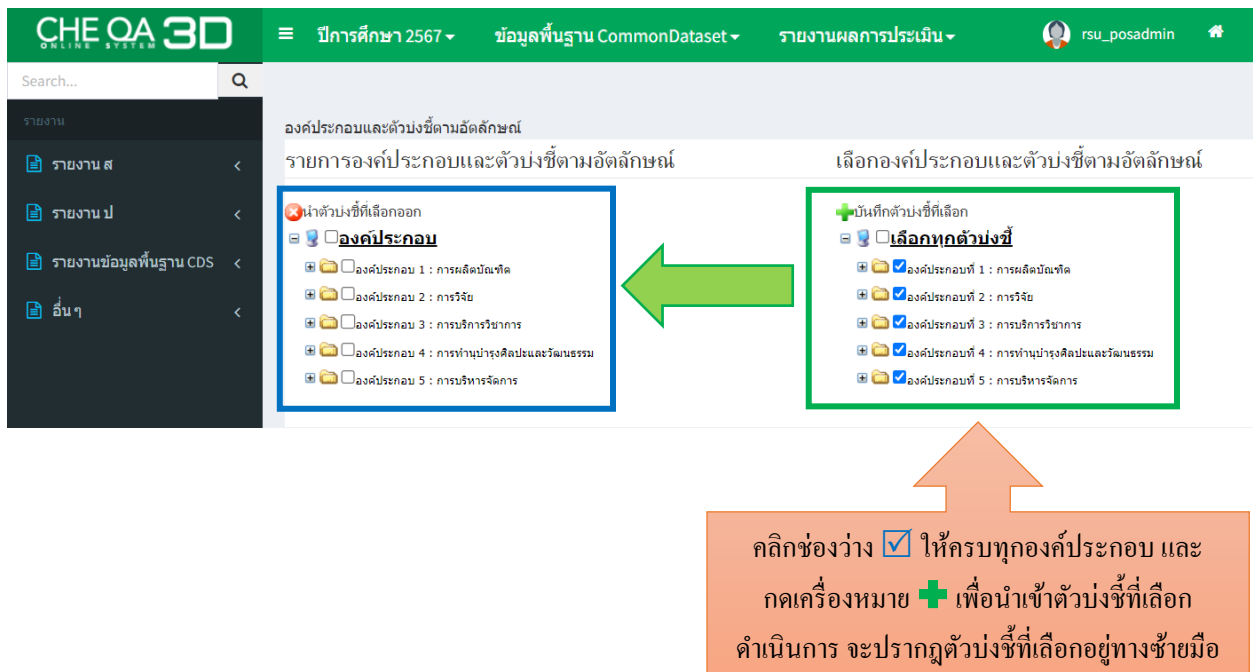 CHE QA 3D
ONLINE SYSTEM
ปีการศึกษา 2567
ข้อมูลพื้นฐาน CommonDataset
รายงานผลการประเมิน
rsu_posadmin
Search...
รายงาน
รายงาน ส
รายงาน ป
รายงานข้อมูลพื้นฐาน CDS
อื่น ๆ
องค์ประกอบและตัวบ่งชี้ตามอัตลักษณ์
รายการองค์ประกอบและตัวบ่งชี้ตามอัตลักษณ์
นำตัวบ่งชี้ที่เลือกออก
องค์ประกอบ
องค์ประกอบ 1 : การผลิตบัณฑิต
องค์ประกอบ 2 : การวิจัย
องค์ประกอบ 3 : การบริการวิชาการ
องค์ประกอบ 4 : การทำนุบำรุงศิลปะและวัฒนธรรม
องค์ประกอบ 5 : การบริหารจัดการ
เลือกองค์ประกอบและตัวบ่งชี้ตามอัตลักษณ์
บันทึกตัวบ่งชี้ที่เลือก
เลือกทุกตัวบ่งชี้
องค์ประกอบที่ 1 : การผลิตบัณฑิต
องค์ประกอบที่ 2 : การวิจัย
องค์ประกอบที่ 3 : การบริการวิชาการ
องค์ประกอบที่ 4 : การทำนุบำรุงศิลปะและวัฒนธรรม
องค์ประกอบที่ 5 : การบริหารจัดการ
คลิกช่องว่าง ☑ ให้ครบทุกองค์ประกอบ และ
กดเครื่องหมาย ✚ เพื่อนำเข้าตัวบ่งชี้ที่เลือก
ดำเนินการ จะปรากฎตัวบ่งชี้ที่เลือกอยู่ทางซ้ายมือ